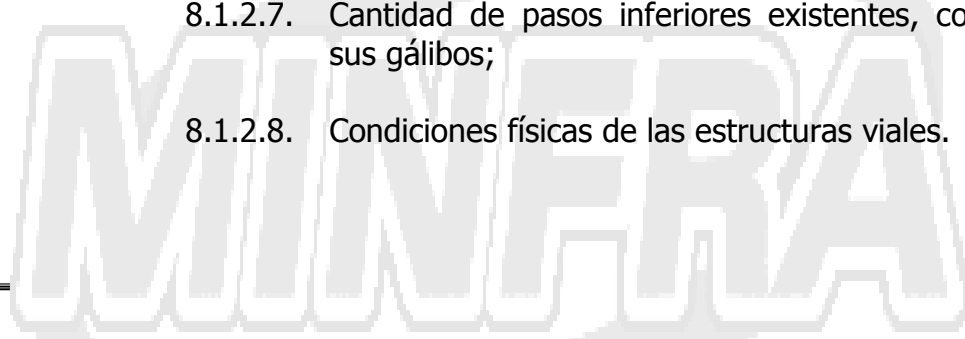 8.1.2.7. Cantidad de pasos inferiores existentes, co
sus gálibos;
8.1.2.8. Condiciones físicas de las estructuras viales.
MINFRA